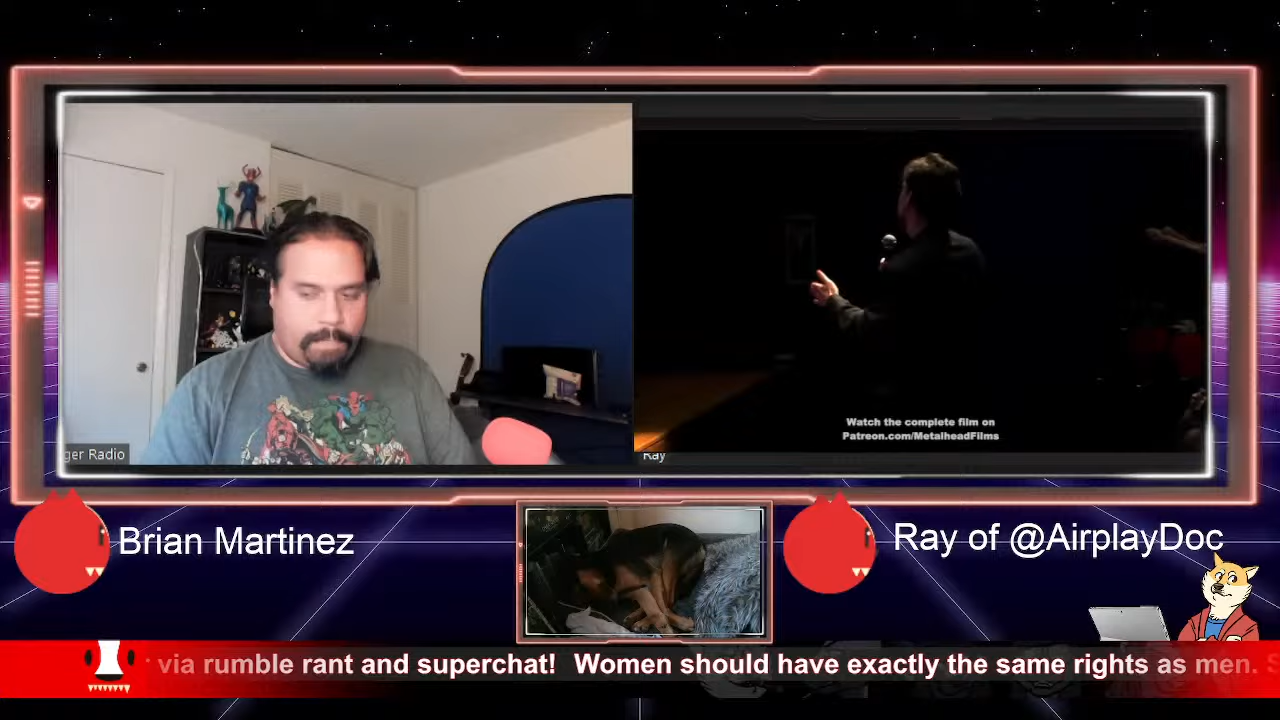 Watch the complete film on
Patreon.com/MetalheadFilms
ger Radio
Ray
Brian Martinez
Ray of @AirplayDoc
via rumble rant and superchat! Women should have exactly the same rights as men.